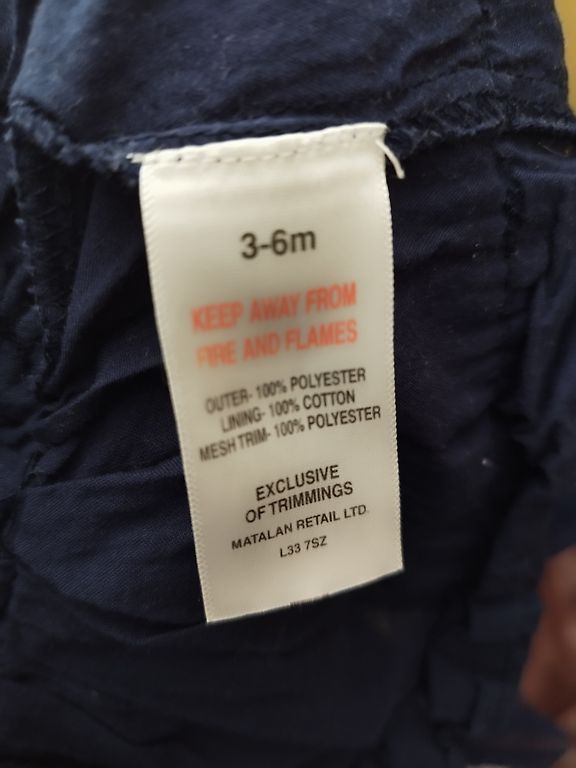 3-6m
KEEP AWAY FROM
FIRE AND FLAMES
OUTER- 100% POLYESTER
LINING- 100% COTTON
MESH TRIM- 100% POLYESTER
EXCLUSIVE
OF TRIMMINGS
MATALAN RETAIL LTD.
L33 7SZ